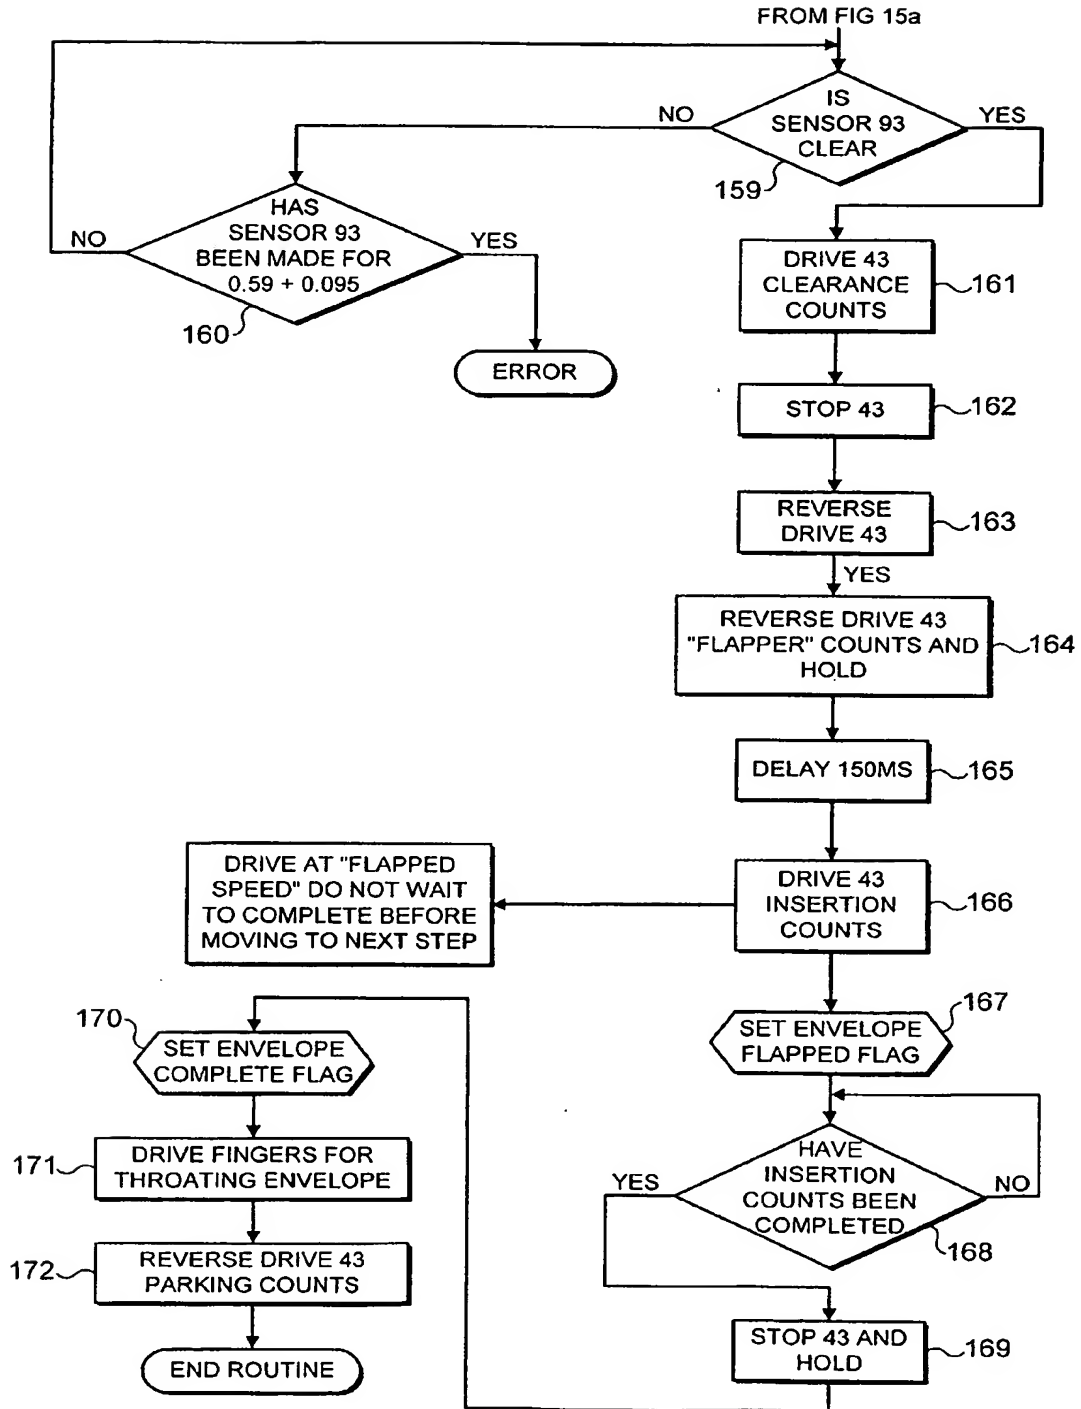 FROM FIG 15a
IS
SENSOR 93
CLEAR
NO
YES
159
HAS
SENSOR 93
BEEN MADE FOR
0.59 + 0.095
NO
YES
160
ERROR
DRIVE 43
CLEARANCE
COUNTS
161
STOP 43
162
REVERSE
DRIVE 43
163
YES
REVERSE DRIVE 43
"FLAPPER" COUNTS AND
HOLD
164
DELAY 150MS
165
DRIVE 43
INSERTION
COUNTS
166
DRIVE AT "FLAPPED
SPEED" DO NOT WAIT
TO COMPLETE BEFORE
MOVING TO NEXT STEP
SET ENVELOPE
FLAPPED FLAG
167
HAVE
INSERTION
COUNTS BEEN
COMPLETED
YES
NO
168
STOP 43 AND
HOLD
169
170
SET ENVELOPE
COMPLETE FLAG
171
DRIVE FINGERS FOR
THROATING ENVELOPE
172
REVERSE DRIVE 43
PARKING COUNTS
END ROUTINE